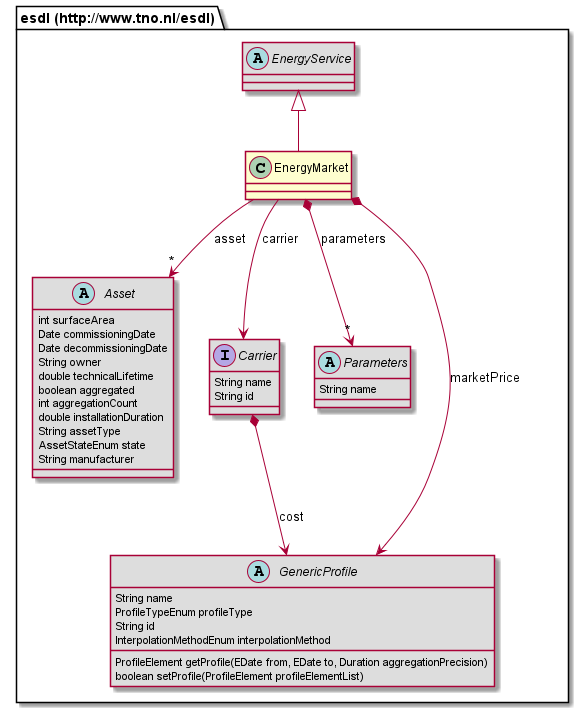 esdl (http://www.tno.nl/esdl)
A EnergyService
C EnergyMarket
asset
carrier
parameters
*
A Asset
int surfaceArea
Date commissioningDate
Date decommissioningDate
String owner
double technicalLifetime
boolean aggregated
int aggregationCount
double installationDuration
String assetType
AssetStateEnum state
String manufacturer
I Carrier
String name
String id
*
A Parameters
String name
marketPrice
cost
A GenericProfile
String name
ProfileTypeEnum profileType
String id
InterpolationMethodEnum interpolationMethod
ProfileElement getProfile(EDate from, EDate to, Duration aggregationPrecision)
boolean setProfile(ProfileElement profileElementList)